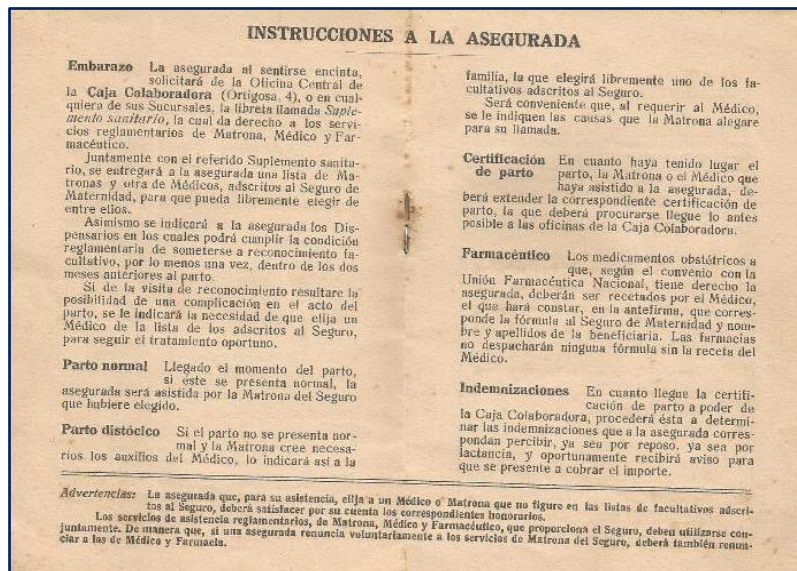 INSTRUCCIONES A LA ASEGURADA
Embarazo La asegurada al sentirse encinta,
solicitará de la Oficina Central de
la Caja Colaboradora (Ortigosa, 4), o en cual-
quiera de sus Sucursales, la libreta llamada Suple-
mento sanitario, la cual da derecho a los servi-
cios reglamentarios de Matrona, Médico y Far-
macéutico.
Juntamente con el referido Suplemento sanita-
rio, se entregará a la asegurada una lista de Ma-
tronas y otra de Médicos, adscritos al Seguro de
Maternidad, para que pueda libremente elegir de
entre ellos.
Asimismo se indicará a la asegurada los Dis-
pensarios en los cuales podrá cumplir la condición
reglamentaria de someterse a reconocimiento fa-
cultativo, por lo menos una vez, dentro de los dos
meses anteriores al parto.
Si de la visita de reconocimiento resultare la
posibilidad de una complicación en el acto del
parto, se le indicará la necesidad de que elija un
Médico de la lista de los adscritos al Seguro,
para seguir el tratamiento oportuno.
Parto normal Llegado el momento del parto,
si éste se presenta normal, la
asegurada será asistida por la Matrona del Seguro
que hubiere elegido.
Parto distócico Si el parto no se presenta nor-
mal y la Matrona cree necesa-
rios los auxilios del Médico, lo indicará así a la
familia, la que elegirá libremente uno de los fa-
cultativos adscritos al Seguro.
Será conveniente que, al requerir al Médico,
se le indiquen las causas que la Matrona alegare
para su llamada.
Certificación de parto En cuanto haya tenido lugar el
parto, la Matrona o el Médico que
haya asistido a la asegurada, de-
berá extender la correspondiente certificación de
parto, la que deberá procurarse llegue lo antes
posible a las oficinas de la Caja Colaboradora.
Farmacéutico Los medicamentos obstétricos a
que, según el convenio con la
Unión Farmacéutica Nacional, tiene derecho la
asegurada, deberán ser recetados por el Médico,
el que hará constar, en la antefirma, que corres-
ponde la fórmula al Seguro de Maternidad y nom-
bre y apellidos de la beneficiaria. Las farmacias
no despacharán ninguna fórmula sin la receta del
Médico.
Indemnizaciones En cuanto llegue la certifi-
cación de parto a poder de
la Caja Colaboradora, procederá ésta a determi-
nar las indemnizaciones que a la asegurada corres-
pondan percibir, ya sea por reposo, ya sea por
lactancia, y oportunamente recibirá aviso para
que se presente a cobrar el importe.
Advertencias: La asegurada que, para su asistencia, elija a un Médico o Matrona que no figure en las listas de facultativos adscri-
tos al Seguro, deberá satisfacer por su cuenta los correspondientes honorarios.
Los servicios de asistencia reglamentarios, de Matrona, Médico y Farmacéutico, que proporciona el Seguro, deben utilizarse con-
juntamente. De manera que, si una asegurada renuncia voluntariamente a los servicios de Matrona del Seguro, deberá también renun-
ciar a los de Médico y Farmacia.